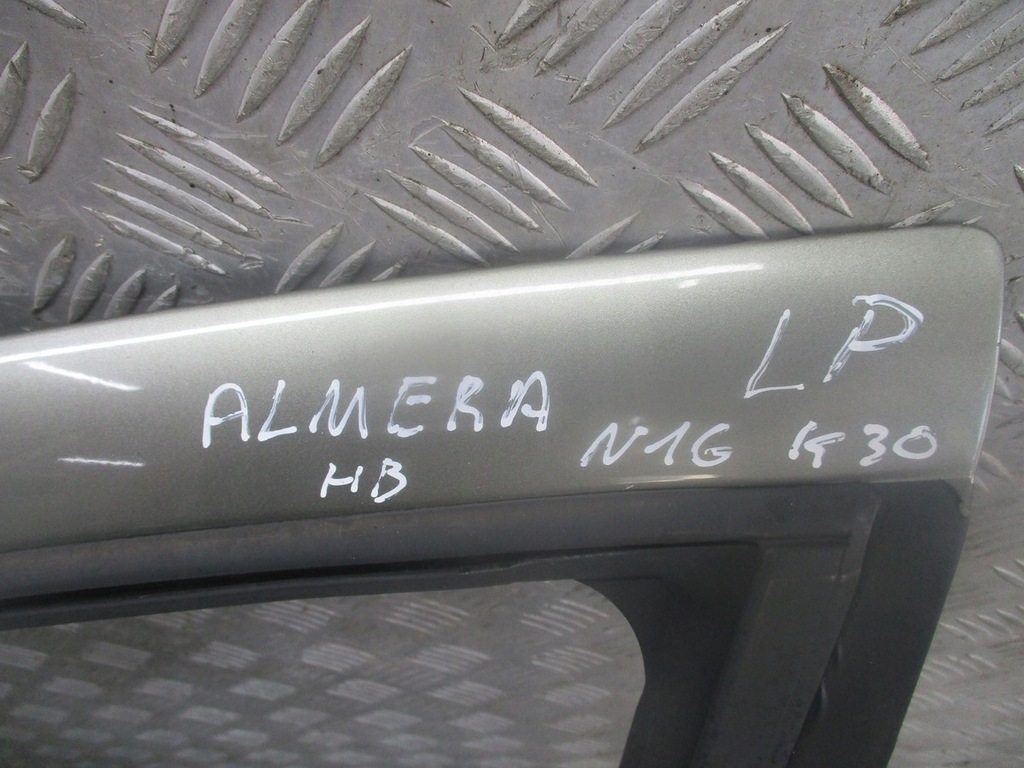 LP
ALMERA
N1G K30
HB